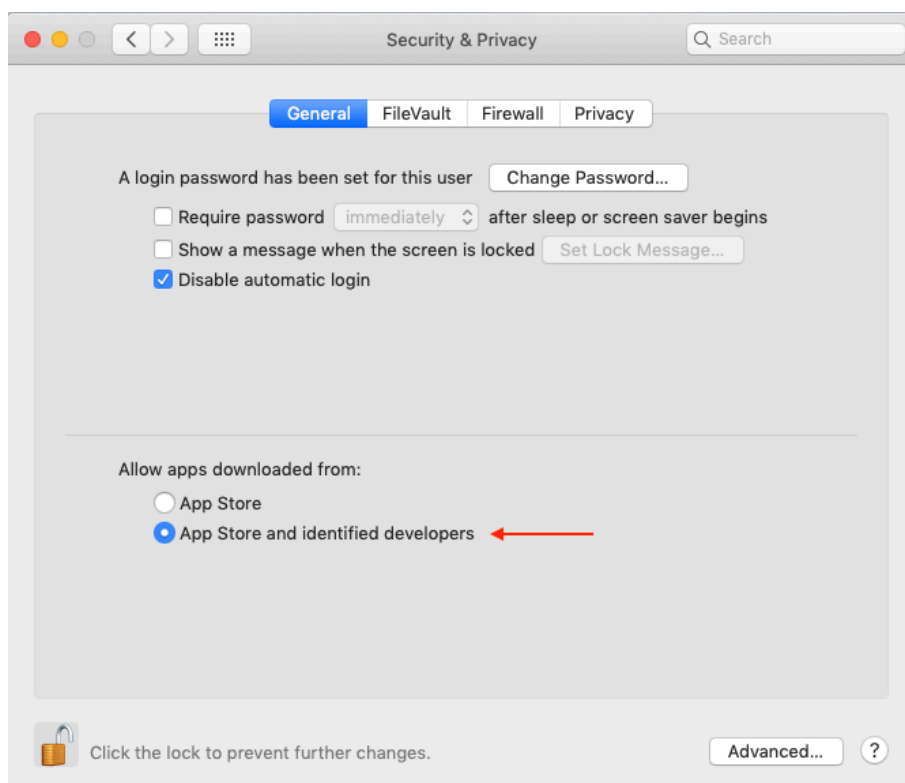 Security & Privacy
Search
General FileVault Firewall Privacy
A login password has been set for this user Change Password...
Require password immediately after sleep or screen saver begins
Show a message when the screen is locked Set Lock Message...
Disable automatic login
Allow apps downloaded from:
App Store
App Store and identified developers
Click the lock to prevent further changes.
Advanced... ?